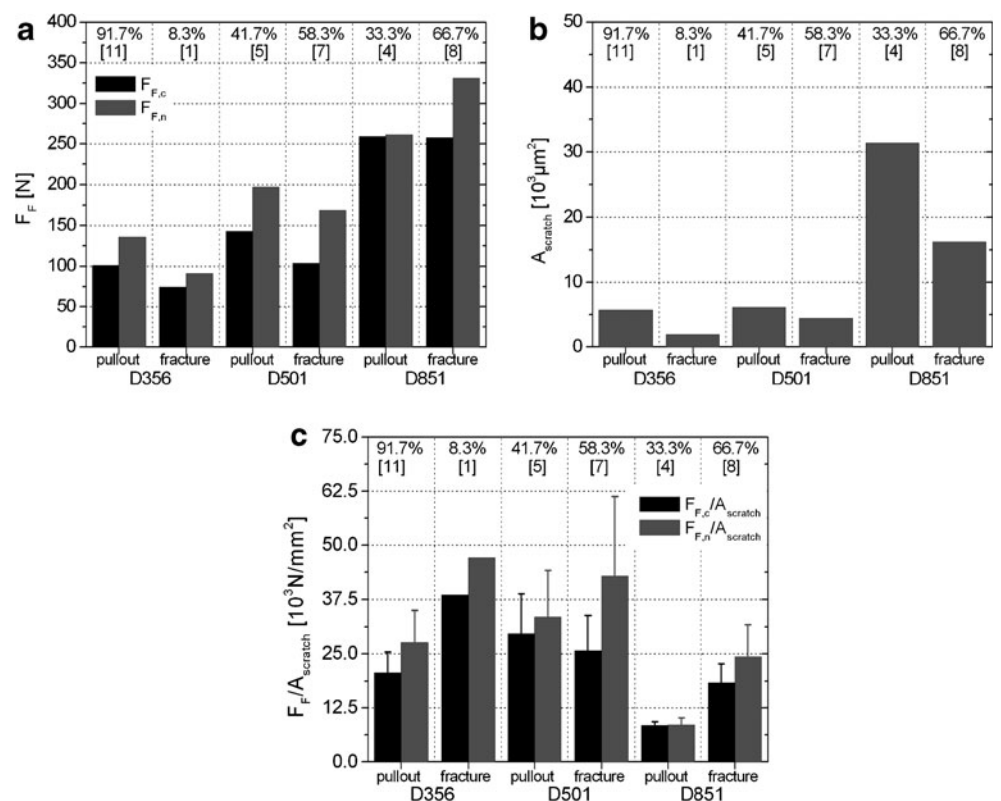 a
91.7% 8.3% 41.7% 58.3% 33.3% 66.7%
[11] [1] [5] [7] [4] [8]
F_F,c
F_F,n
F_F [N]
400
350
300
250
200
150
100
50
0
pullout fracture pullout fracture pullout fracture
D356 D501 D851
b
91.7% 8.3% 41.7% 58.3% 33.3% 66.7%
[11] [1] [5] [7] [4] [8]
A_scratch [10³µm²]
50
40
30
20
10
0
pullout fracture pullout fracture pullout fracture
D356 D501 D851
c
91.7% 8.3% 41.7% 58.3% 33.3% 66.7%
[11] [1] [5] [7] [4] [8]
F_F,c/A_scratch
F_F,n/A_scratch
F_F/A_scratch [10³N/mm²]
75.0
62.5
50.0
37.5
25.0
12.5
0.0
pullout fracture pullout fracture pullout fracture
D356 D501 D851